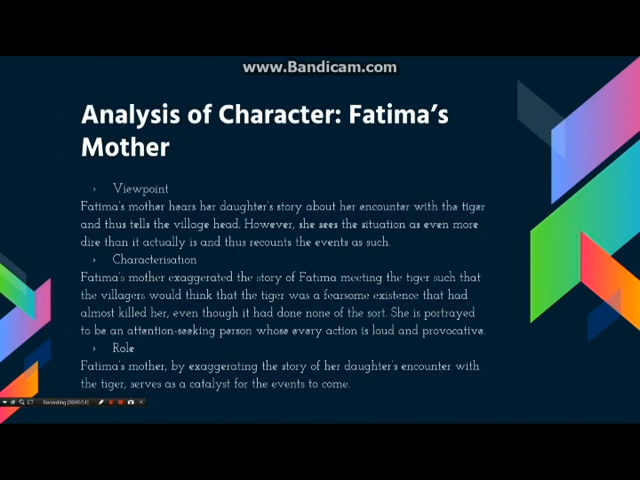 www.Bandicam.com
Analysis of Character: Fatima's
Mother
› Viewpoint
Fatima's mother hears her daughter's story about her encounter with the tiger
and thus tells the village head. However, she sees the situation as even more
dire than it actually is and thus recounts the events as such.
› Characterisation
Fatima's mother exaggerated the story of Fatima meeting the tiger such that
the villagers would think that the tiger was a fearsome existence that had
almost killed her, even though it had done none of the sort. She is portrayed
to be an attention-seeking person whose every action is loud and provocative.
› Role
Fatima's mother, by exaggerating the story of her daughter's encounter with
the tiger, serves as a catalyst for the events to come.
Recording